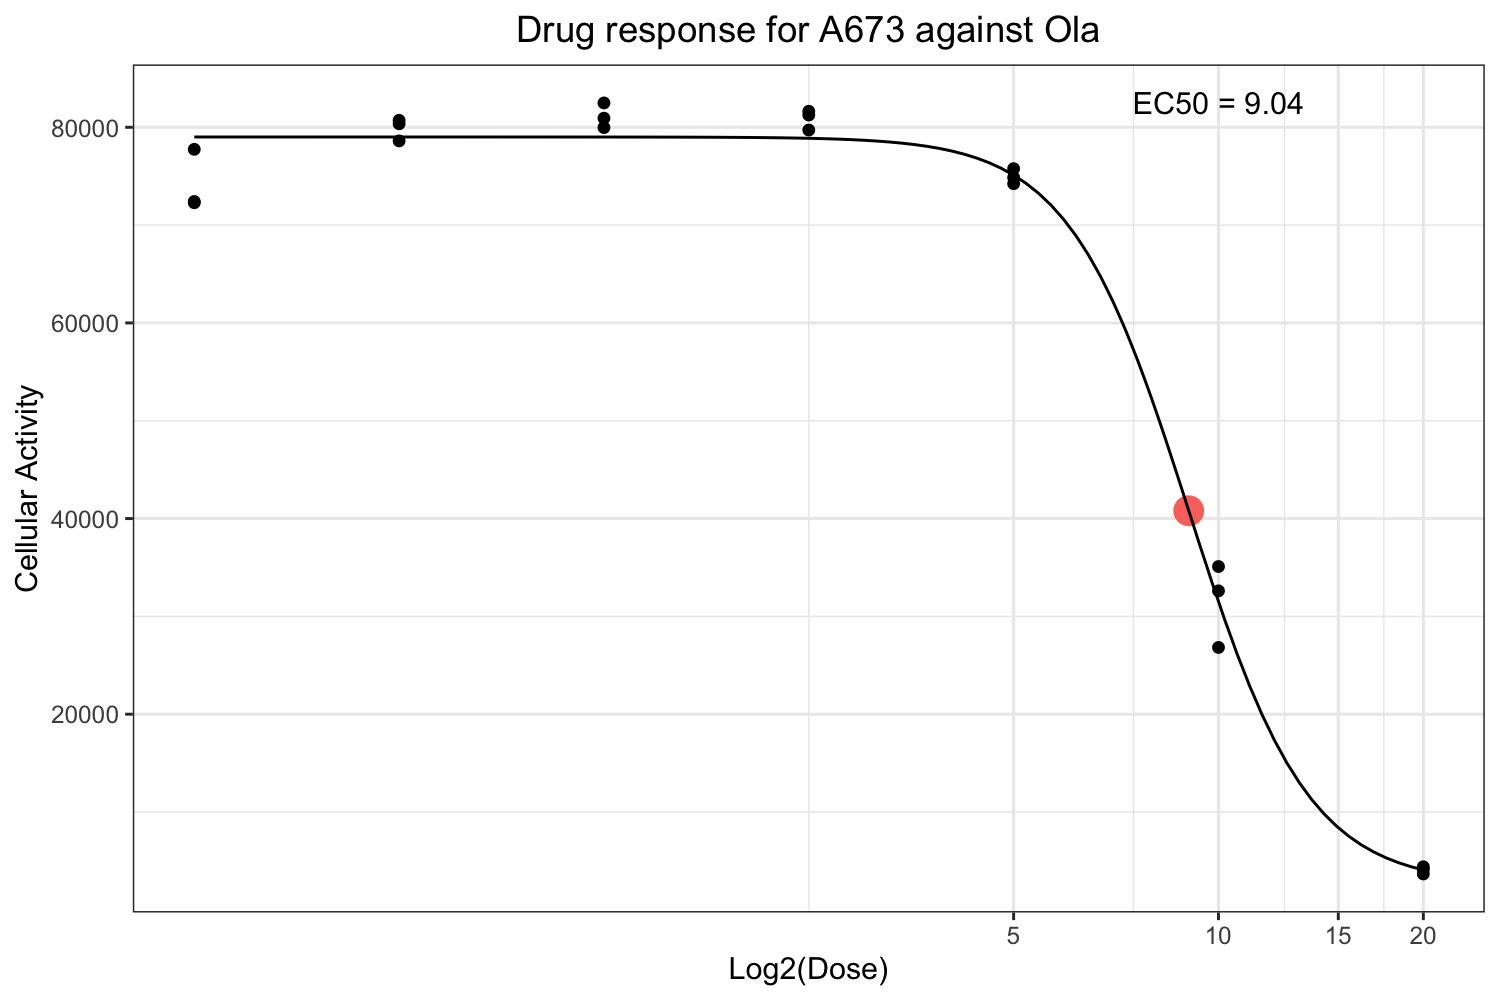 Drug response for A673 against Ola
EC50 = 9.04
80000
60000
40000
20000
Cellular Activity
5 10 15 20
Log2(Dose)